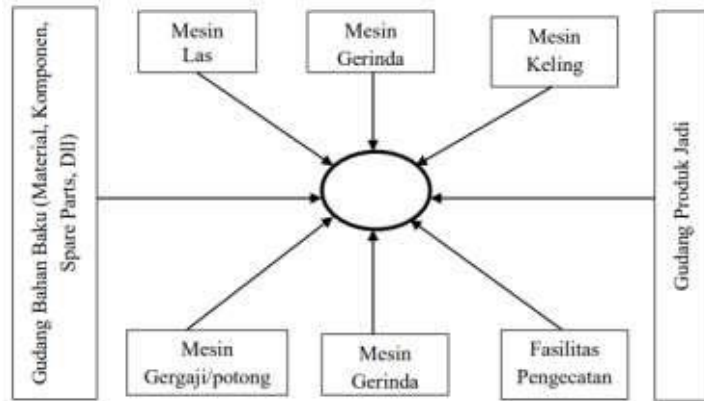 Gudang Bahan Baku (Material, Komponen,
Spare Parts, Dll)
Mesin
Las
Mesin
Gerinda
Mesin
Keling
Mesin
Gergaji/potong
Mesin
Gerinda
Fasilitas
Pengecatan
Gudang Produk Jadi